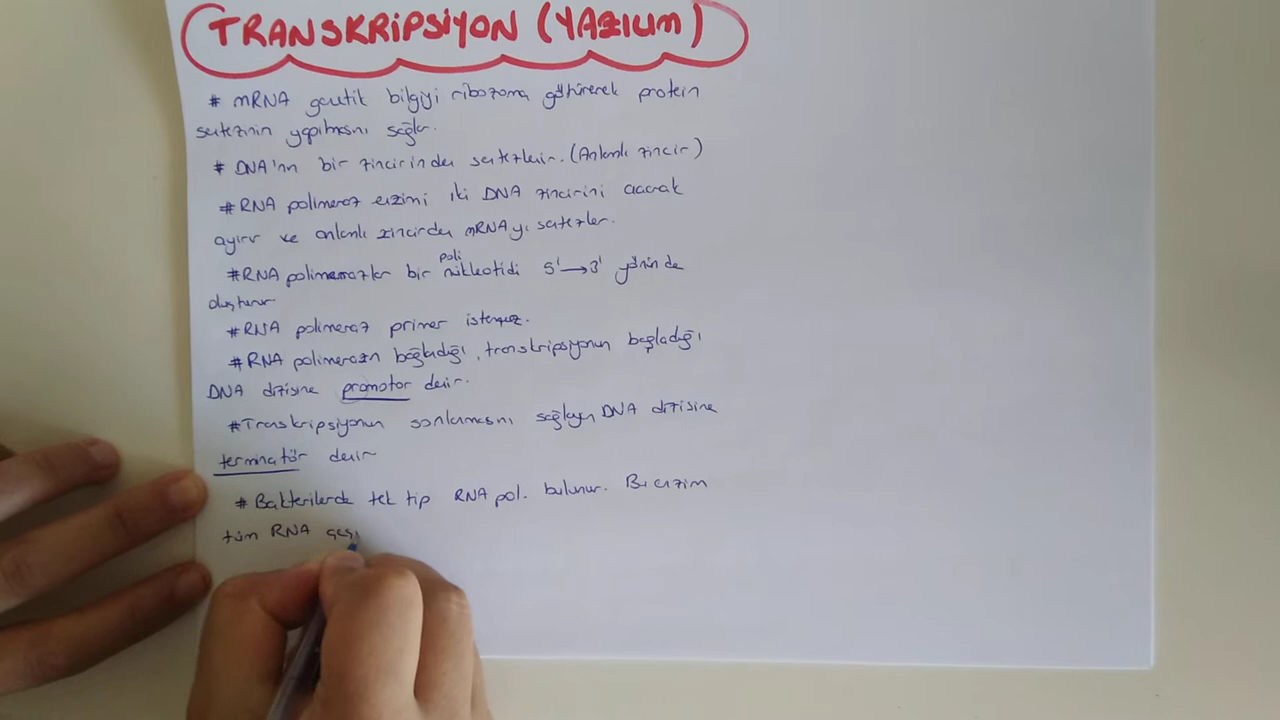 TRANSKRİPSİYON (YAZILIM)
# mRNA genetik bilgiyi ribozoma götürerek protein
sentezinin yapılmasını sağlar.
# DNA'nın bir zincirinden sentezlenir. (Anlamlı zincir)
# RNA polimeraz enzimi iki DNA zincirini açarak
ayırır ve anlamlı zincirden mRNA yı sentezler.
# RNA polimerazlar bir polinükleotidi 5' → 3' yönünde
oluşturur
# RNA polimeraz primer istemez.
# RNA polimerazın bağladığı, transkripsiyonun başladığı
DNA dizisine promotor denir.
# Transkripsiyonun sonlanmasını sağlayan DNA dizisine
terminatör denir
# Bakterilerde tek tip RNA pol. bulunur. Bu enzim
tüm RNA çeşi